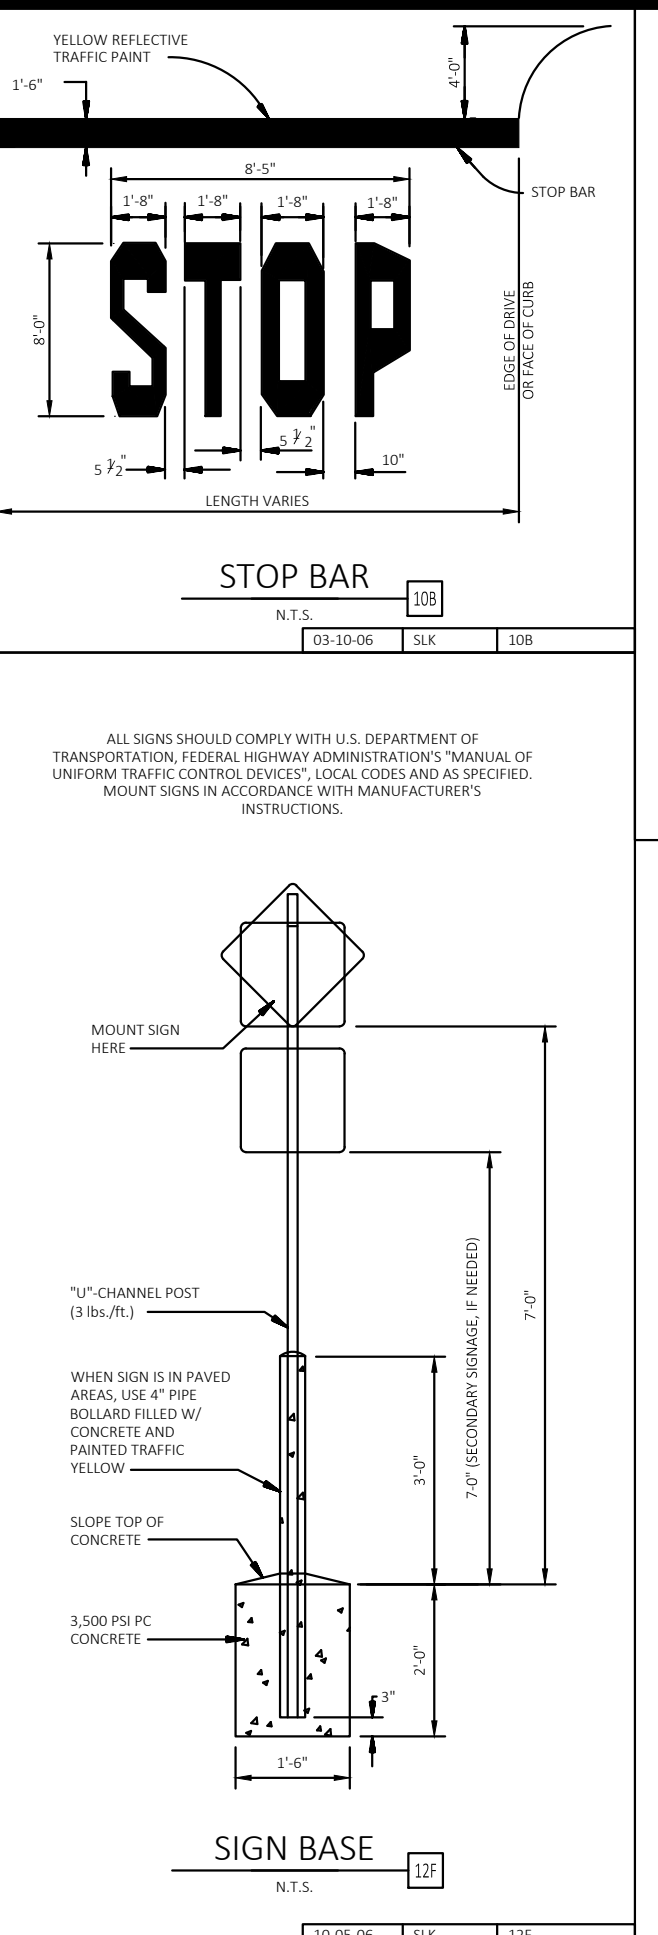 YELLOW REFLECTIVE
TRAFFIC PAINT
1'-6"
4'-0"
STOP BAR
8'-5"
1'-8"
1'-8"
1'-8"
1'-8"
8'-0"
STOP
EDGE OF DRIVE
OR FACE OF CURB
5 1/2"
5 1/2"
10"
LENGTH VARIES
STOP BAR
10B
N.T.S.
03-10-06 SLK 10B
ALL SIGNS SHOULD COMPLY WITH U.S. DEPARTMENT OF
TRANSPORTATION, FEDERAL HIGHWAY ADMINISTRATION'S "MANUAL OF
UNIFORM TRAFFIC CONTROL DEVICES", LOCAL CODES AND AS SPECIFIED.
MOUNT SIGNS IN ACCORDANCE WITH MANUFACTURER'S
INSTRUCTIONS.
MOUNT SIGN
HERE
"U"-CHANNEL POST
(3 lbs./ft.)
WHEN SIGN IS IN PAVED
AREAS, USE 4" PIPE
BOLLARD FILLED W/
CONCRETE AND
PAINTED TRAFFIC
YELLOW
SLOPE TOP OF
CONCRETE
3,500 PSI PC
CONCRETE
3'-0"
7-0" (SECONDARY SIGNAGE, IF NEEDED)
7'-0"
2'-0"
3"
1'-6"
SIGN BASE
12F
N.T.S.
10-05-06 SLK 12F